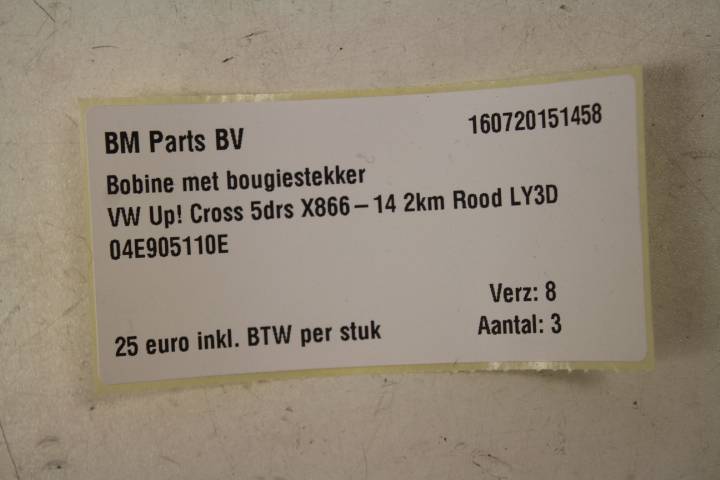 BM Parts BV
160720151458
Bobine met bougiestekker
VW Up! Cross 5drs X866-14 2km Rood LY3D
04E905110E
Verz: 8
25 euro inkl. BTW per stuk
Aantal: 3